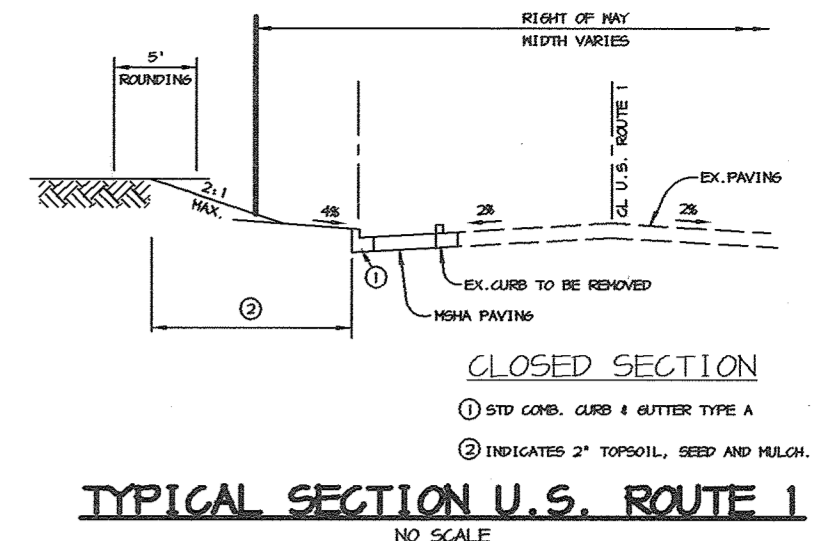 RIGHT OF WAY
WIDTH VARIES
5'
ROUNDING
CL U.S. ROUTE 1
EX.PAVING
2:1
MAX.
4%
2%
2%
1
EX.CURB TO BE REMOVED
2
MSHA PAVING
CLOSED SECTION
1 STD COMB. CURB & GUTTER TYPE A
2 INDICATES 2" TOPSOIL, SEED AND MULCH.
TYPICAL SECTION U.S. ROUTE 1
NO SCALE